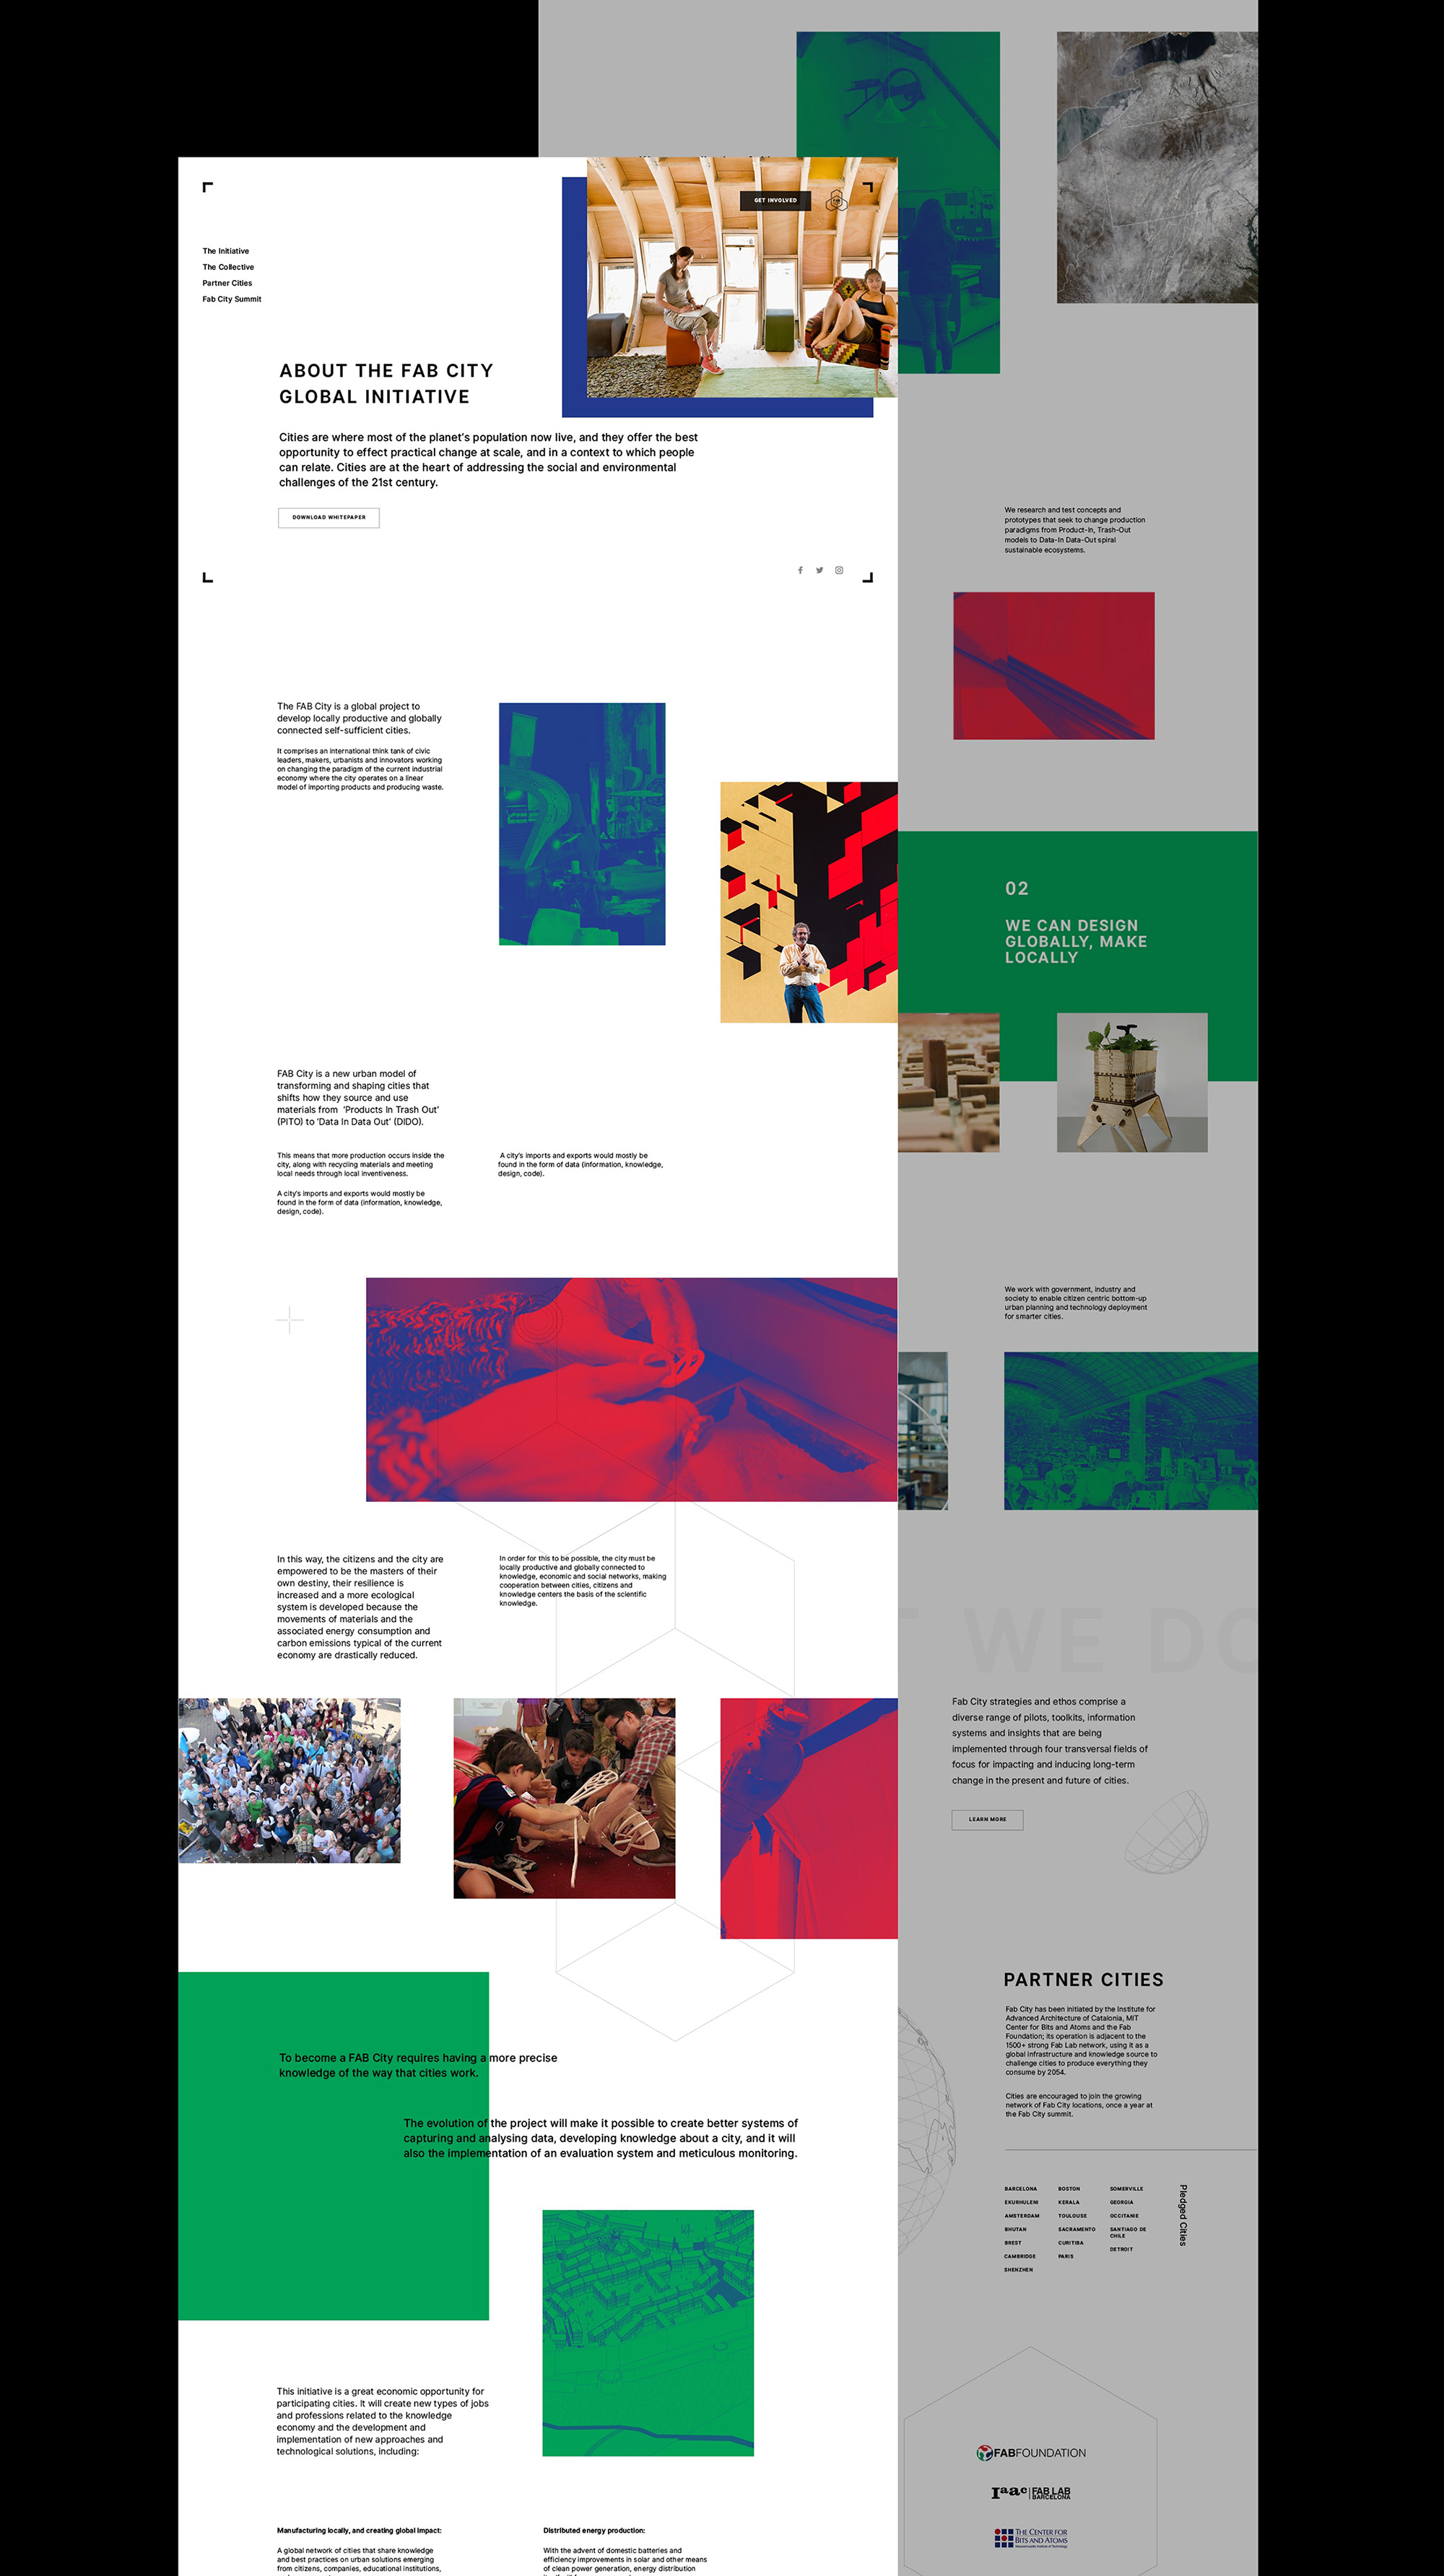 GET INVOLVED
The Initiative
The Collective
Partner Cities
Fab City Summit
ABOUT THE FAB CITY
GLOBAL INITIATIVE
Cities are where most of the planet's population now live, and they offer the best
opportunity to effect practical change at scale, and in a context to which people
can relate. Cities are at the heart of addressing the social and environmental
challenges of the 21st century.
DOWNLOAD WHITEPAPER
The FAB City is a global project to
develop locally productive and globally
connected self-sufficient cities.
It comprises an international think tank of civic
leaders, makers, urbanists and innovators working
on changing the paradigm of the current industrial
economy where the city operates on a linear
model of importing products and producing waste.
FAB City is a new urban model of
transforming and shaping cities that
shifts how they source and use
materials from 'Products In Trash Out'
(PITO) to 'Data In Data Out' (DIDO).
This means that more production occurs inside the
city, along with recycling materials and meeting
local needs through local inventiveness.
A city's imports and exports would mostly be
found in the form of data (information, knowledge,
design, code).
A city's imports and exports would mostly be
found in the form of data (information, knowledge,
design, code).
In this way, the citizens and the city are
empowered to be the masters of their
own destiny, their resilience is
increased and a more ecological
system is developed because the
movements of materials and the
associated energy consumption and
carbon emissions typical of the current
economy are drastically reduced.
In order for this to be possible, the city must be
locally productive and globally connected to
knowledge, economic and social networks, making
cooperation between cities, citizens and
knowledge centers the basis of the scientific
knowledge.
To become a FAB City requires having a more precise
knowledge of the way that cities work.
The evolution of the project will make it possible to create better systems of
capturing and analysing data, developing knowledge about a city, and it will
also the implementation of an evaluation system and meticulous monitoring.
This initiative is a great economic opportunity for
participating cities. It will create new types of jobs
and professions related to the knowledge
economy and the development and
implementation of new approaches and
technological solutions, including:
Manufacturing locally, and creating global impact:
A global network of cities that share knowledge
and best practices on urban solutions emerging
from citizens, companies, educational institutions,
Distributed energy production:
With the advent of domestic batteries and
efficiency improvements in solar and other means
of clean power generation, energy distribution
We research and test concepts and
prototypes that seek to change production
paradigms from Product-In, Trash-Out
models to Data-In Data-Out spiral
sustainable ecosystems.
02
WE CAN DESIGN
GLOBALLY, MAKE
LOCALLY
We work with government, industry and
society to enable citizen centric bottom-up
urban planning and technology deployment
for smarter cities.
T WE DO
Fab City strategies and ethos comprise a
diverse range of pilots, toolkits, information
systems and insights that are being
implemented through four transversal fields of
focus for impacting and inducing long-term
change in the present and future of cities.
LEARN MORE
PARTNER CITIES
Fab City has been initiated by the Institute for
Advanced Architecture of Catalonia, MIT
Center for Bits and Atoms and the Fab
Foundation; its operation is adjacent to the
1500+ strong Fab Lab network, using it as a
global infrastructure and knowledge source to
challenge cities to produce everything they
consume by 2054.
Cities are encouraged to join the growing
network of Fab City locations, once a year at
the Fab City summit.
BARCELONA
EKURHULENI
AMSTERDAM
BHUTAN
BREST
CAMBRIDGE
SHENZHEN
BOSTON
KERALA
TOULOUSE
SACRAMENTO
CURITIBA
PARIS
SOMERVILLE
GEORGIA
OCCITANIE
SANTIAGO DE
CHILE
DETROIT
Pledged Cities
FABFOUNDATION
Iaac FAB LAB
BARCELONA
THE CENTER FOR
BITS AND ATOMS